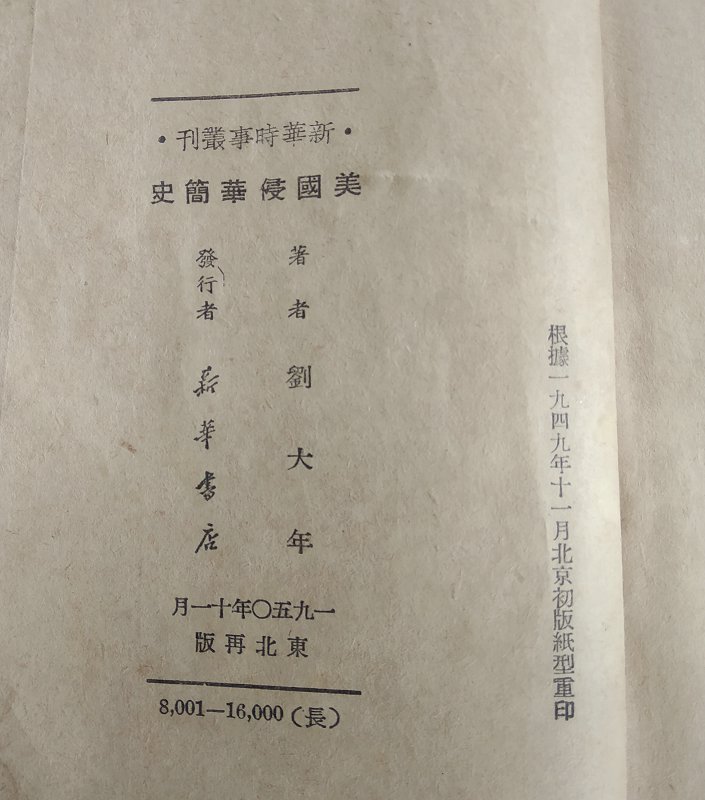 根據一九四九年十一月北京初版紙型重印
·新華時事叢刊·
美國侵華簡史
著者劉大年
發行者新華書店
一九五〇年十一月
東北再版
8,001—16,000(長)